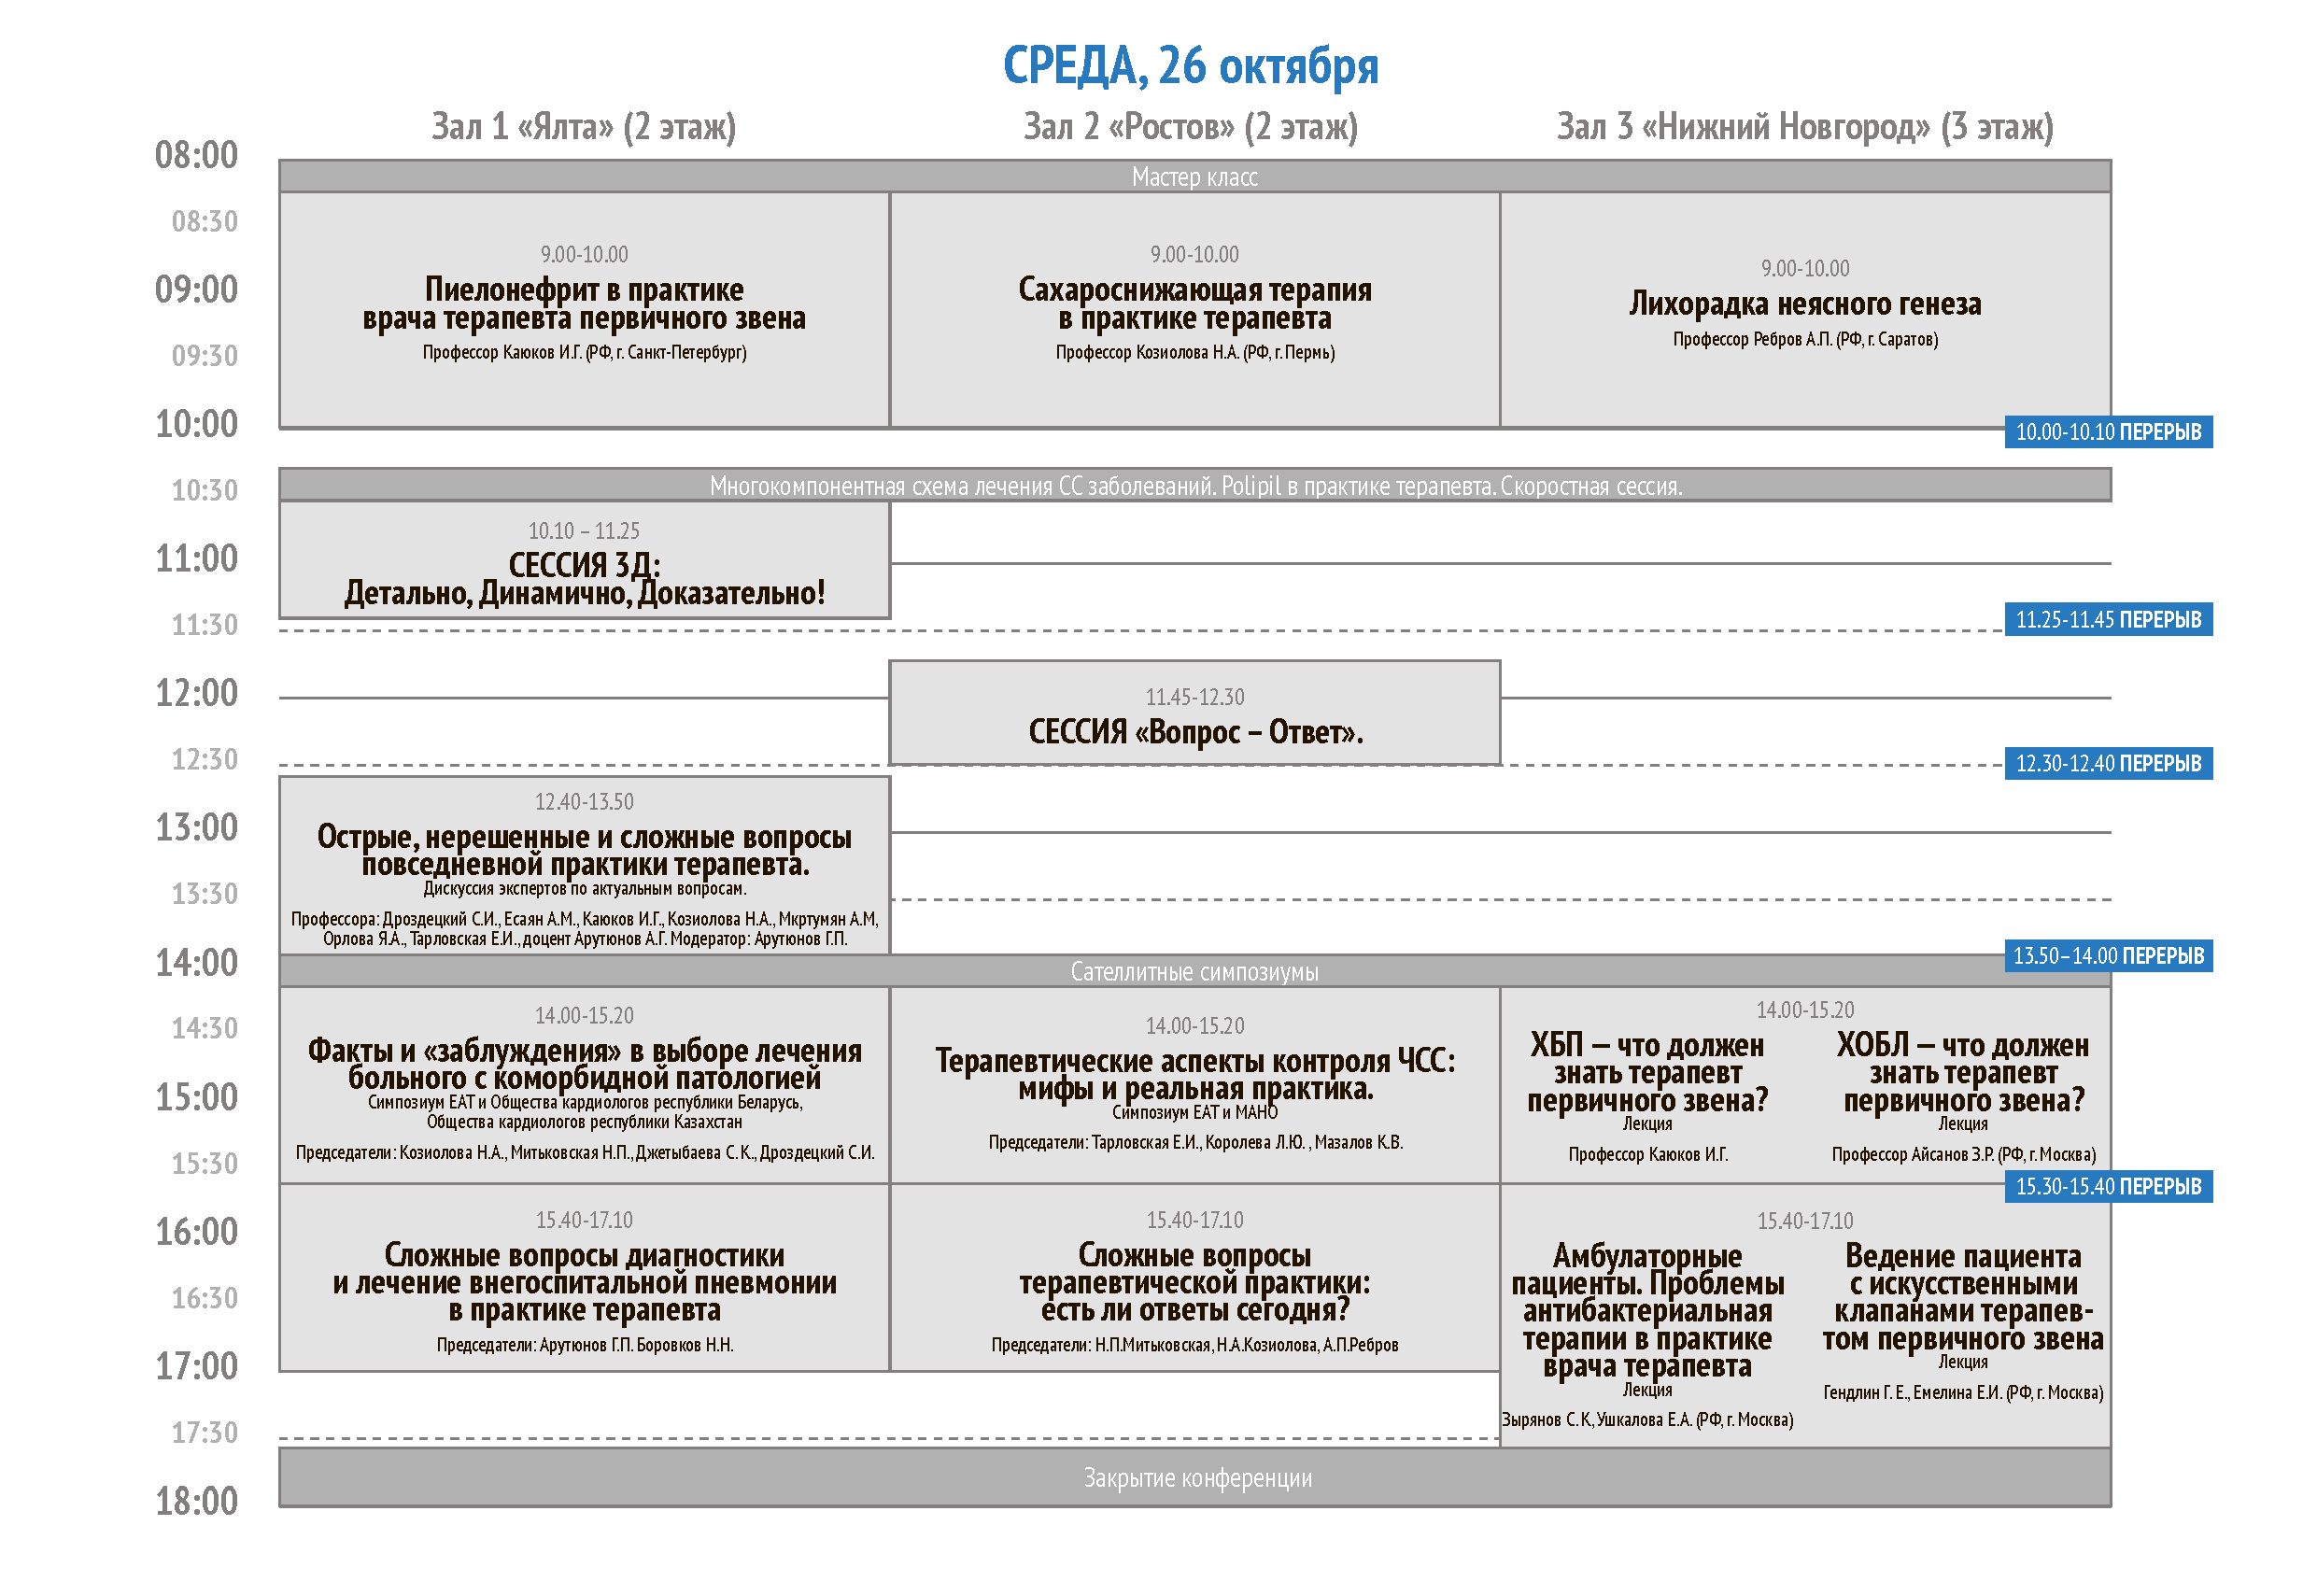 СРЕДА, 26 октября
Зал 1 «Ялта» (2 этаж)
Зал 2 «Ростов» (2 этаж)
Зал 3 «Нижний Новгород» (3 этаж)
08:00
Мастер класс
08:30
9.00-10.00
Пиелонефрит в практике
врача терапевта первичного звена
Профессор Каюков И.Г. (РФ, г. Санкт-Петербург)
9.00-10.00
Сахароснижающая терапия
в практике терапевта
Профессор Козиолова Н.А. (РФ, г. Пермь)
9.00-10.00
Лихорадка неясного генеза
Профессор Ребров А.П. (РФ, г. Саратов)
09:00
09:30
10:00
10.00-10.10 ПЕРЕРЫВ
10:30
Многокомпонентная схема лечения СС заболеваний. Polipil в практике терапевта. Скоростная сессия.
10.10 – 11.25
СЕССИЯ 3Д:
Детально, Динамично, Доказательно!
11:00
11:30
11.25-11.45 ПЕРЕРЫВ
12:00
11.45-12.30
СЕССИЯ «Вопрос – Ответ».
12:30
12.30-12.40 ПЕРЕРЫВ
12.40-13.50
Острые, нерешенные и сложные вопросы
повседневной практики терапевта.
Дискуссия экспертов по актуальным вопросам.
Профессора: Дроздецкий С.И., Есаян А.М., Каюков И.Г., Козиолова Н.А., Мкртумян А.М,
Орлова Я.А., Тарловская Е.И., доцент Арутюнов А.Г. Модератор: Арутюнов Г.П.
13:00
13:30
14:00
13.50–14.00 ПЕРЕРЫВ
Сателлитные симпозиумы
14:30
14.00-15.20
Факты и «заблуждения» в выборе лечения
больного с коморбидной патологией
Симпозиум ЕАТ и Общества кардиологов республики Беларусь,
Общества кардиологов республики Казахстан
Председатели: Козиолова Н.А., Митьковская Н.П., Джетыбаева С. К., Дроздецкий С.И.
14.00-15.20
Терапевтические аспекты контроля ЧСС:
мифы и реальная практика.
Симпозиум ЕАТ и МАНО
Председатели: Тарловская Е.И., Королева Л.Ю. , Мазалов К.В.
14.00-15.20
ХБП — что должен
знать терапевт
первичного звена?
Лекция
Профессор Каюков И.Г.
ХОБЛ — что должен
знать терапевт
первичного звена?
Лекция
Профессор Айсанов З.Р. (РФ, г. Москва)
15:00
15:30
15.30-15.40 ПЕРЕРЫВ
16:00
15.40-17.10
Сложные вопросы диагностики
и лечение внегоспитальной пневмонии
в практике терапевта
Председатели: Арутюнов Г.П. Боровков Н.Н.
15.40-17.10
Сложные вопросы
терапевтической практики:
есть ли ответы сегодня?
Председатели: Н.П.Митьковская, Н.А.Козиолова, А.П.Ребров
15.40-17.10
Амбулаторные
пациенты. Проблемы
антибактериальная
терапии в практике
врача терапевта
Лекция
Зырянов С. К, Ушкалова Е.А. (РФ, г. Москва)
Ведение пациента
с искусственными
клапанами терапев-
том первичного звена
Лекция
Гендлин Г. Е., Емелина Е.И. (РФ, г. Москва)
16:30
17:00
17:30
Закрытие конференции
18:00